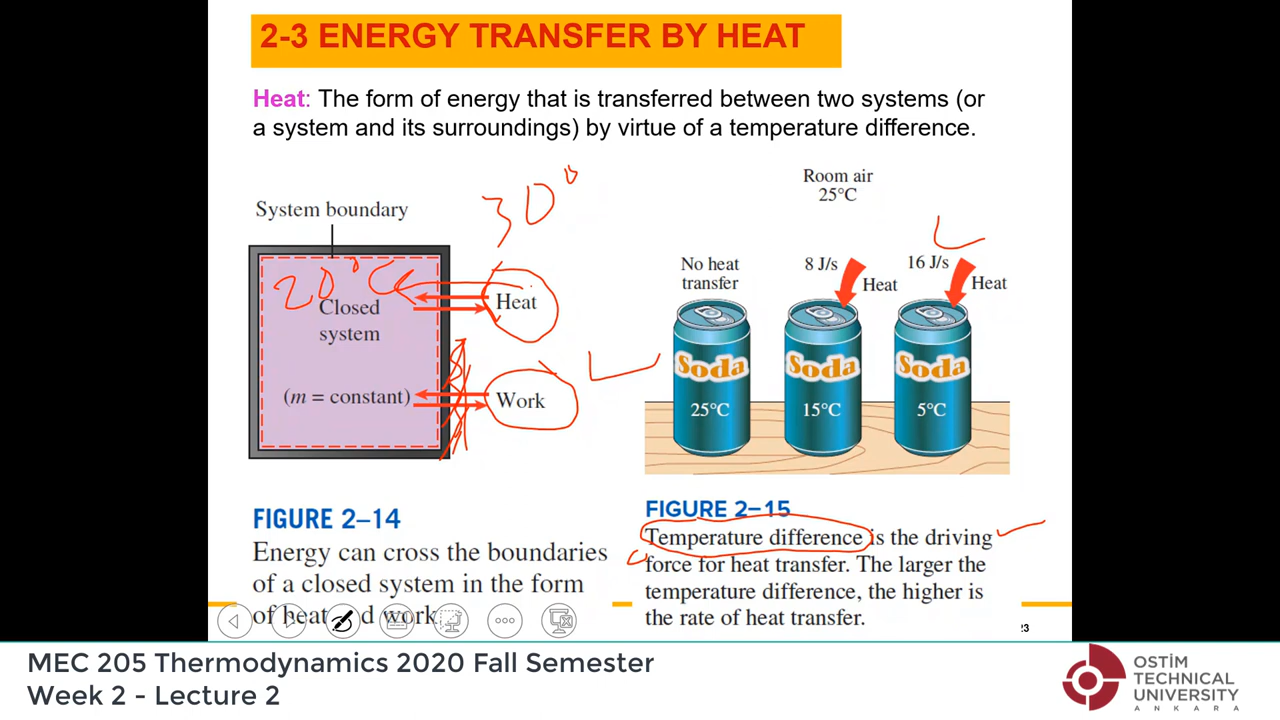 2-3 ENERGY TRANSFER BY HEAT
Heat: The form of energy that is transferred between two systems (or
a system and its surroundings) by virtue of a temperature difference.
30°
System boundary
20°C
Closed
system
(m = constant)
Heat
Work
Room air
25°C
No heat
transfer
8 J/s
Heat
16 J/s
Heat
Soda
25°C
Soda
15°C
Soda
5°C
FIGURE 2–14
Energy can cross the boundaries
of a closed system in the form
of heat and work.
FIGURE 2–15
Temperature difference is the driving
force for heat transfer. The larger the
temperature difference, the higher is
the rate of heat transfer.
23
MEC 205 Thermodynamics 2020 Fall Semester
Week 2 - Lecture 2
OSTİM
TECHNICAL
UNIVERSITY
ANKARA